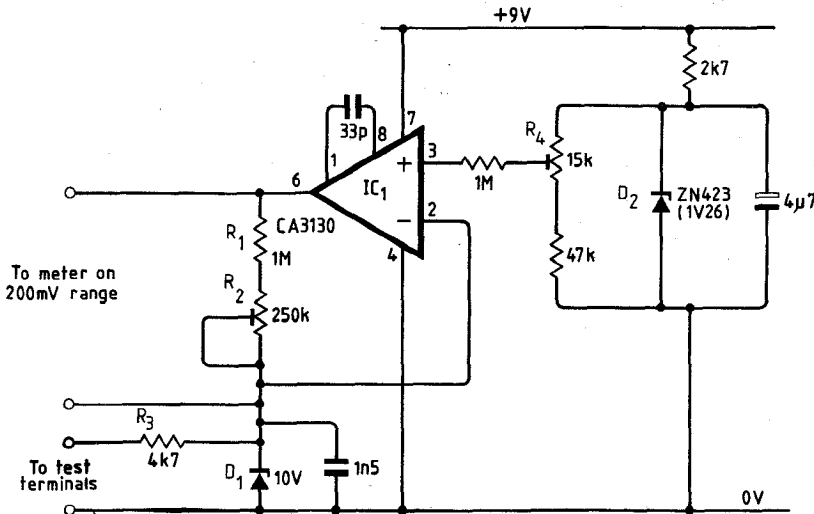 +9V
2k7
33p
8
7
1
R4
3
+
15k
6
IC1
1M
D2
ZN423
(1V26)
4µ7
CA3130
−
2
4
R1
1M
47k
To meter on
200mV range
R2
250k
R3
4k7
To test
terminals
D1
10V
1n5
0V